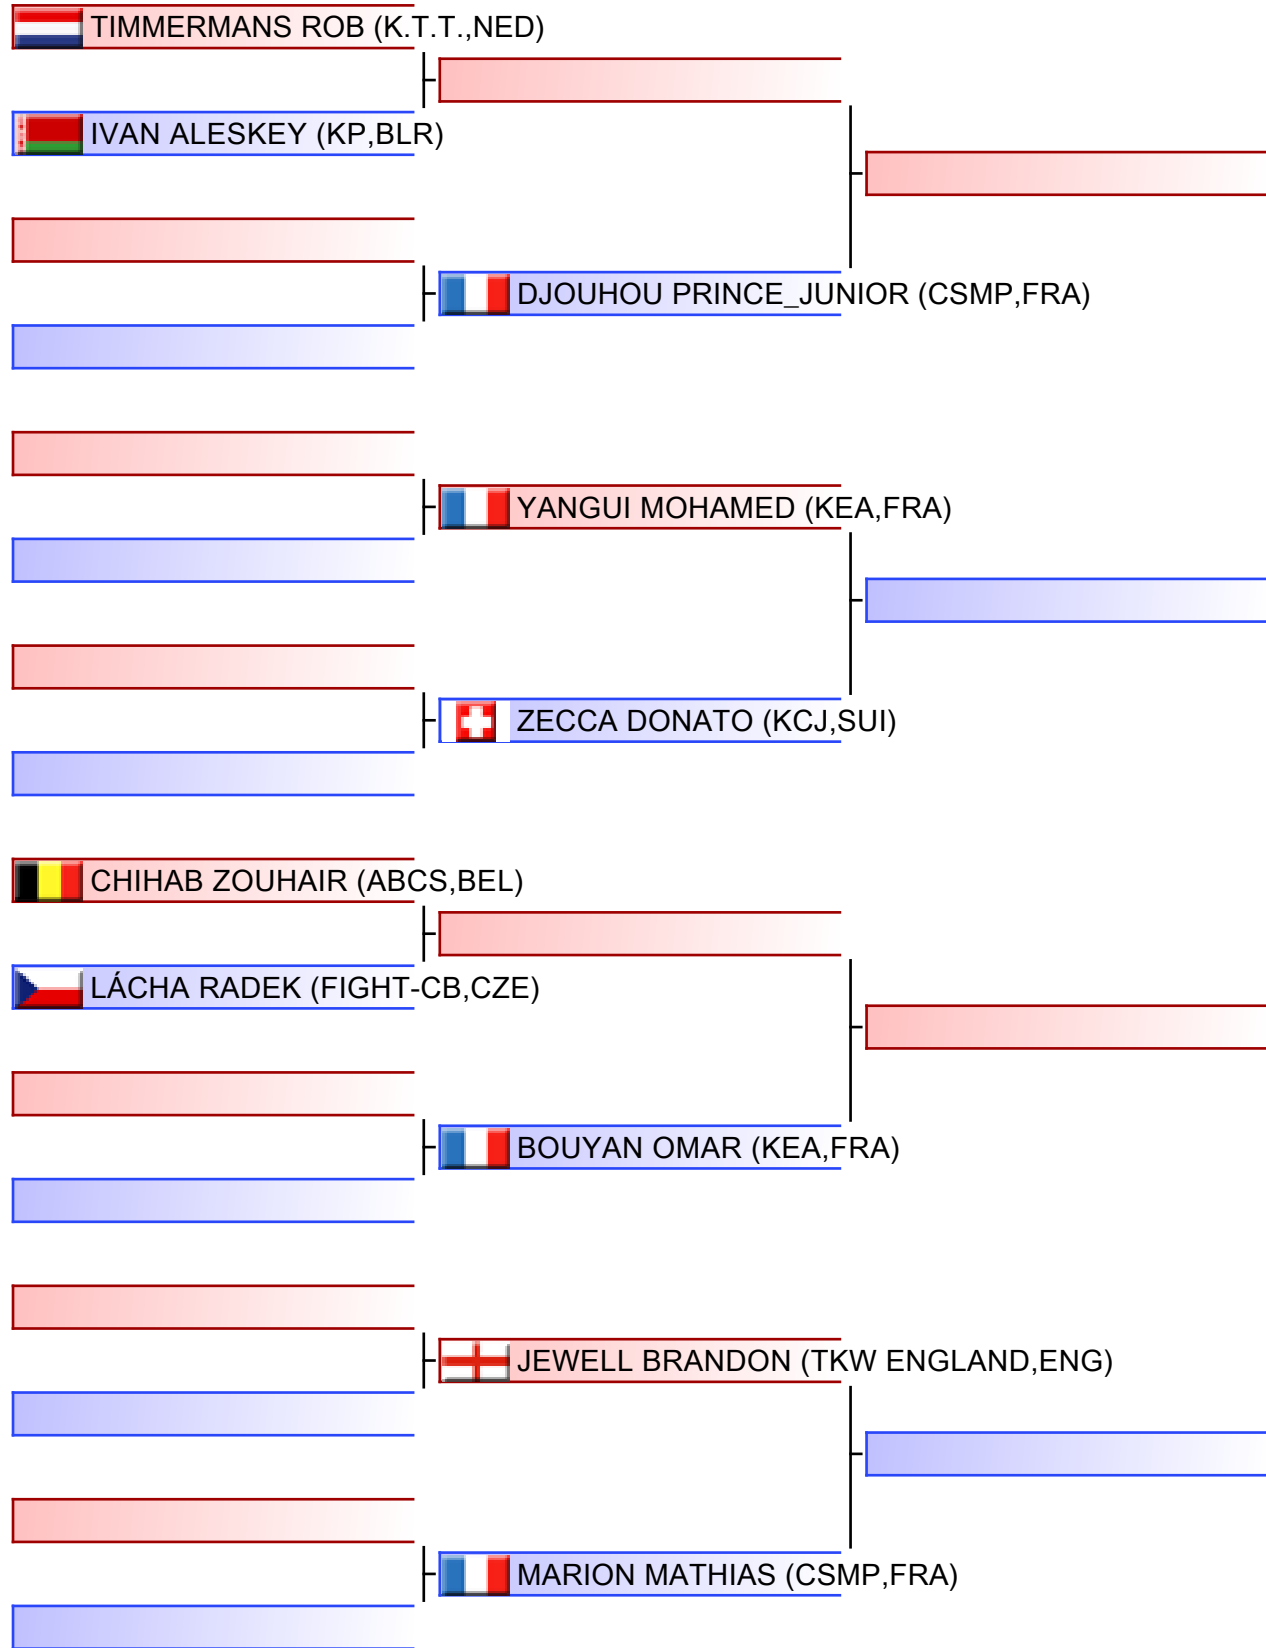 TIMMERMANS ROB (K.T.T.,NED)
IVAN ALESKEY (KP,BLR)
DJOUHOU PRINCE_JUNIOR (CSMP,FRA)
YANGUI MOHAMED (KEA,FRA)
ZECCA DONATO (KCJ,SUI)
CHIHAB ZOUHAIR (ABCS,BEL)
LÁCHA RADEK (FIGHT-CB,CZE)
BOUYAN OMAR (KEA,FRA)
JEWELL BRANDON (TKW ENGLAND,ENG)
MARION MATHIAS (CSMP,FRA)